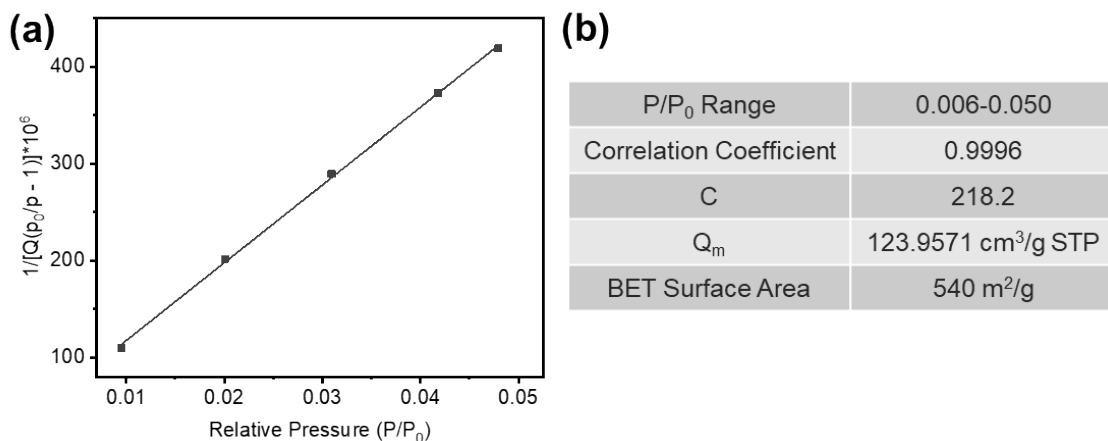 (a)
1/[Q(p₀/p - 1)]*10⁶
400
300
200
100
0.01 0.02 0.03 0.04 0.05
Relative Pressure (P/P₀)
(b)
P/P₀ Range 0.006-0.050
Correlation Coefficient 0.9996
C 218.2
Qₘ 123.9571 cm³/g STP
BET Surface Area 540 m²/g